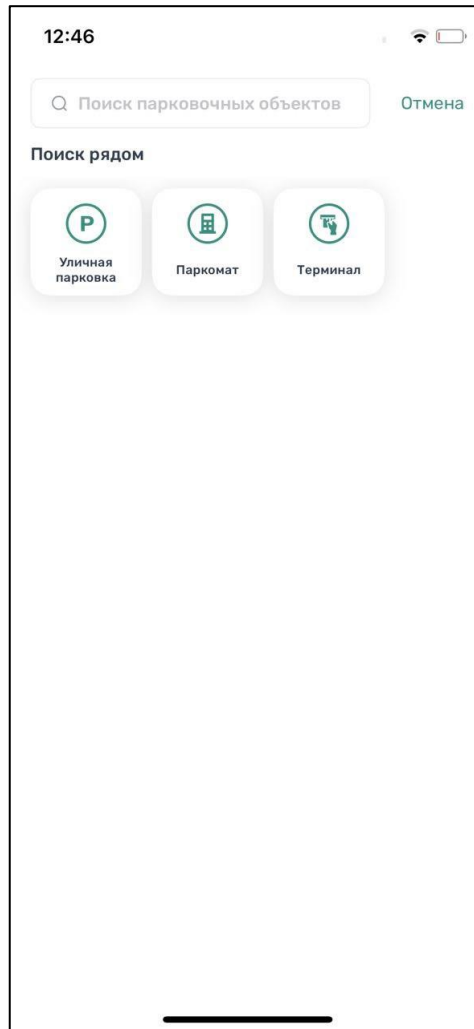 12:46
Поиск парковочных объектов
Отмена
Поиск рядом
P
Уличная
парковка
Паркомат
Терминал